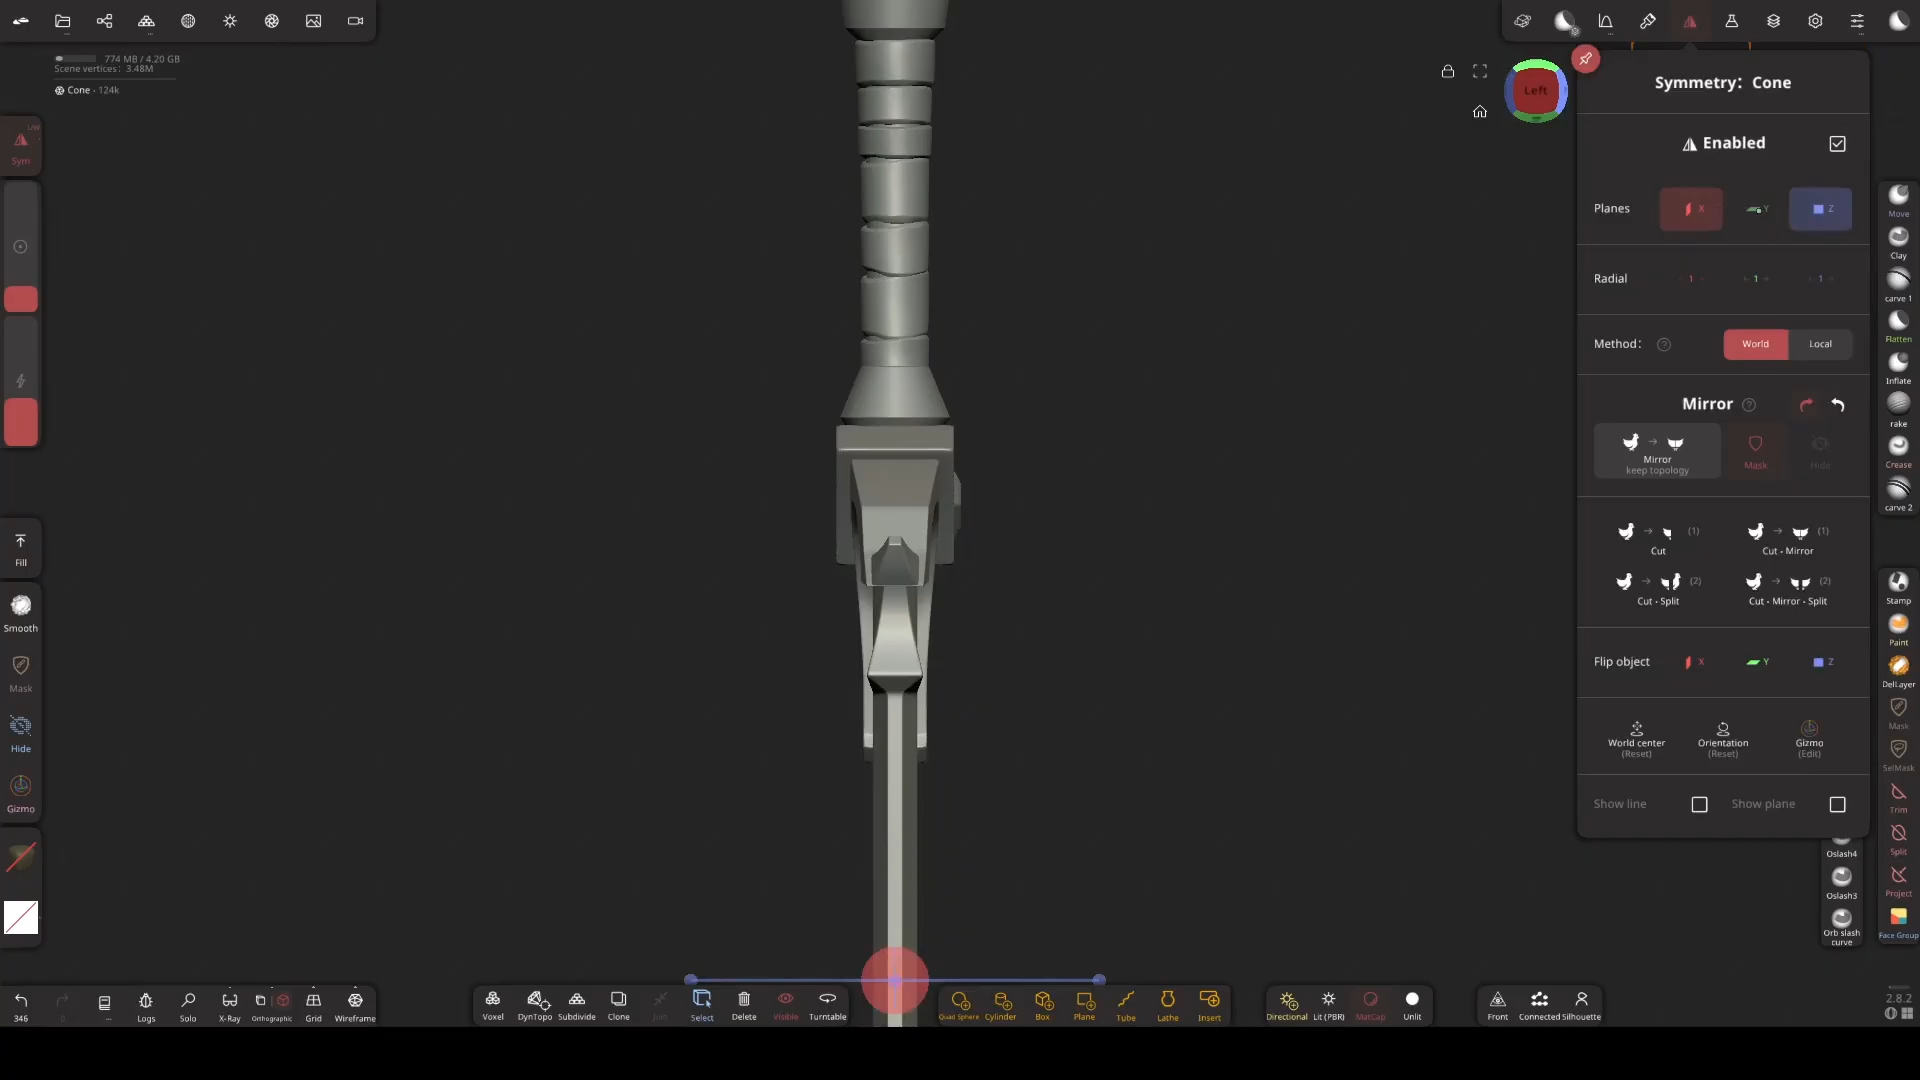 774 MB / 4.20 GB
Scene vertices: 3.48M
Cone - 124k
L/W
Sym
Fill
Smooth
Mask
Hide
Gizmo
Left
Symmetry: Cone
Enabled
Planes X Y Z
Radial 1 1 1
Method: World Local
Mirror
Mirror
keep topology
Mask
Hide
(1) (1)
Cut Cut - Mirror
(2) (2)
Cut - Split Cut - Mirror - Split
Flip object X Y Z
World center
(Reset)
Orientation
(Reset)
Gizmo
(Edit)
Show line Show plane
Move
Clay
carve 1
Flatten
Inflate
rake
Crease
carve 2
Stamp
Paint
DelLayer
Mask
SelMask
Trim
Split
Project
Face Group
Oslash4
Oslash3
Orb slash
curve
346 0 ... Logs Solo X-Ray Orthographic Grid Wireframe
Voxel DynTopo Subdivide Clone Join Select Delete Visible Turntable
Quad Sphere Cylinder Box Plane Tube Lathe Insert
Directional Lit (PBR) MatCap Unlit
Front Connected Silhouette
2.8.2